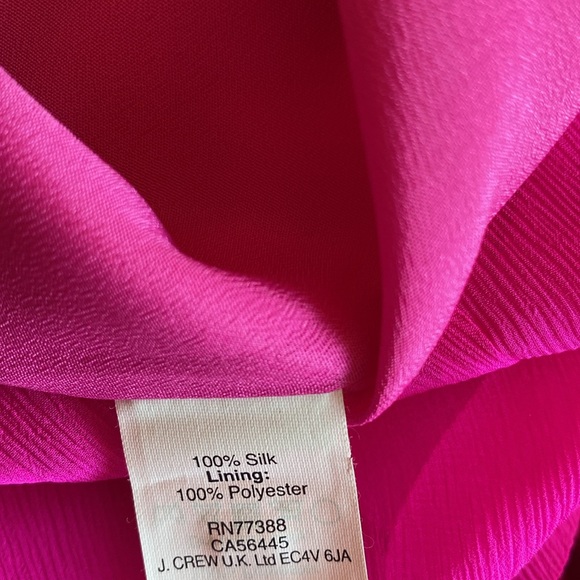 100% Silk
Lining:
100% Polyester
RN77388
CA56445
J. CREW U.K. Ltd EC4V 6JA